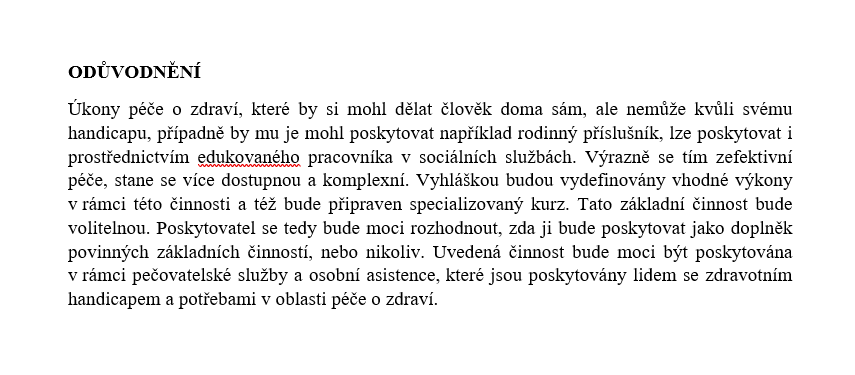 ODŮVODNĚNÍ
Úkony péče o zdraví, které by si mohl dělat člověk doma sám, ale nemůže kvůli svému
handicapu, případně by mu je mohl poskytovat například rodinný příslušník, lze poskytovat i
prostřednictvím edukovaného pracovníka v sociálních službách. Výrazně se tím zefektivní
péče, stane se více dostupnou a komplexní. Vyhláškou budou vydefinovány vhodné výkony
v rámci této činnosti a též bude připraven specializovaný kurz. Tato základní činnost bude
volitelnou. Poskytovatel se tedy bude moci rozhodnout, zda ji bude poskytovat jako doplněk
povinných základních činností, nebo nikoliv. Uvedená činnost bude moci být poskytována
v rámci pečovatelské služby a osobní asistence, které jsou poskytovány lidem se zdravotním
handicapem a potřebami v oblasti péče o zdraví.